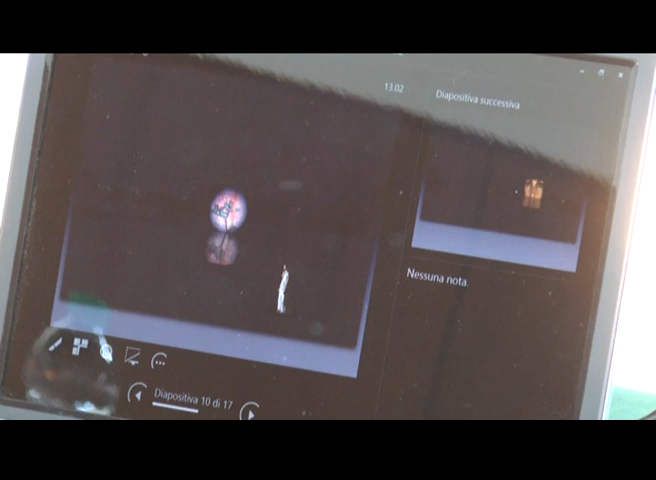 13.02
Diapositiva successiva
Nessuna nota.
Diapositiva 10 di 17